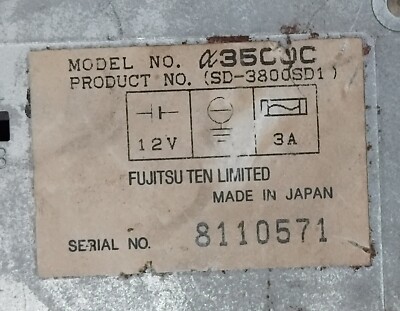 MODEL NO.
PRODUCT NO. (SD-3800SD1)
12V 3A
FUJITSU TEN LIMITED
MADE IN JAPAN
SERIAL NO. 8110571